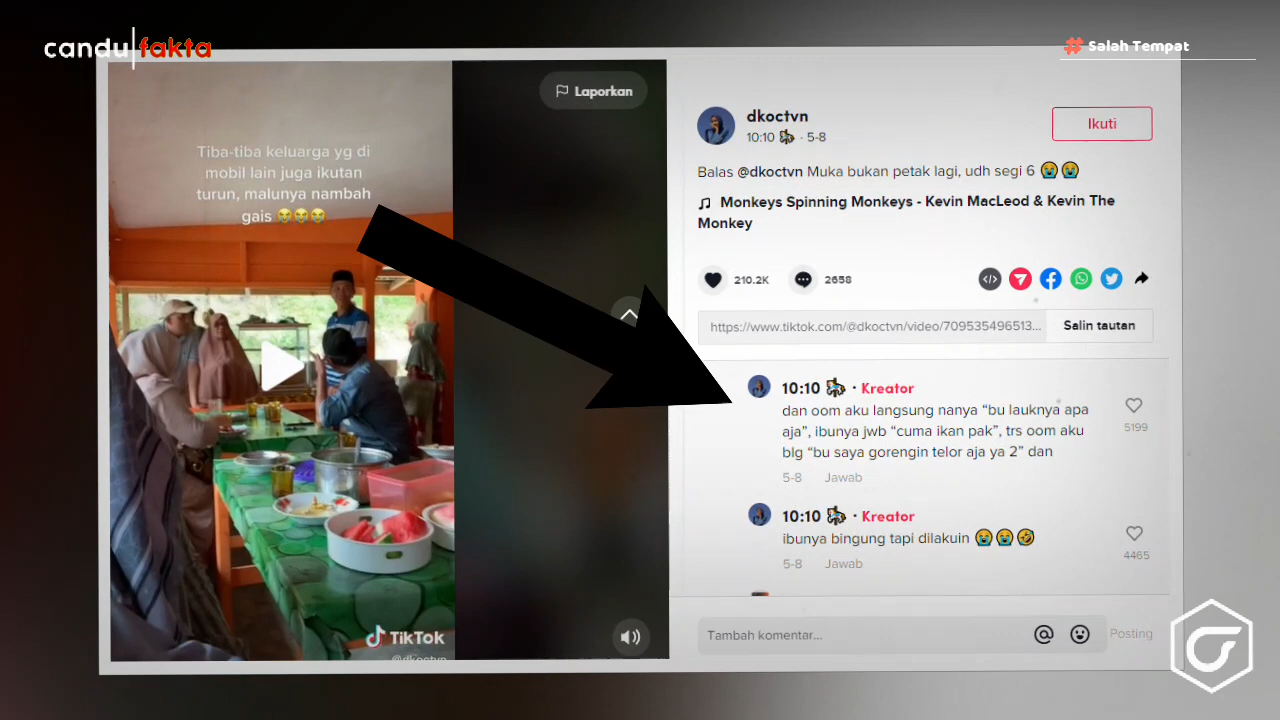 candu fakta
# Salah Tempat
Laporkan
Tiba-tiba keluarga yg di
mobil lain juga ikutan
turun, malunya nambah
gais 😭😭😭
TikTok
@dkoctvn
dkoctvn
10:10 · 5-8
Ikuti
Balas @dkoctvn Muka bukan petak lagi, udh segi 6 😭😭
Monkeys Spinning Monkeys - Kevin MacLeod & Kevin The
Monkey
210.2K
2658
https://www.tiktok.com/@dkoctvn/video/709535496513...
Salin tautan
10:10 · Kreator
dan oom aku langsung nanya “bu lauknya apa
aja”, ibunya jwb “cuma ikan pak”, trs oom aku
blg “bu saya gorengin telor aja ya 2” dan
5199
5-8 Jawab
10:10 · Kreator
ibunya bingung tapi dilakuin 😭😭🤣
4465
5-8 Jawab
Tambah komentar...
Posting